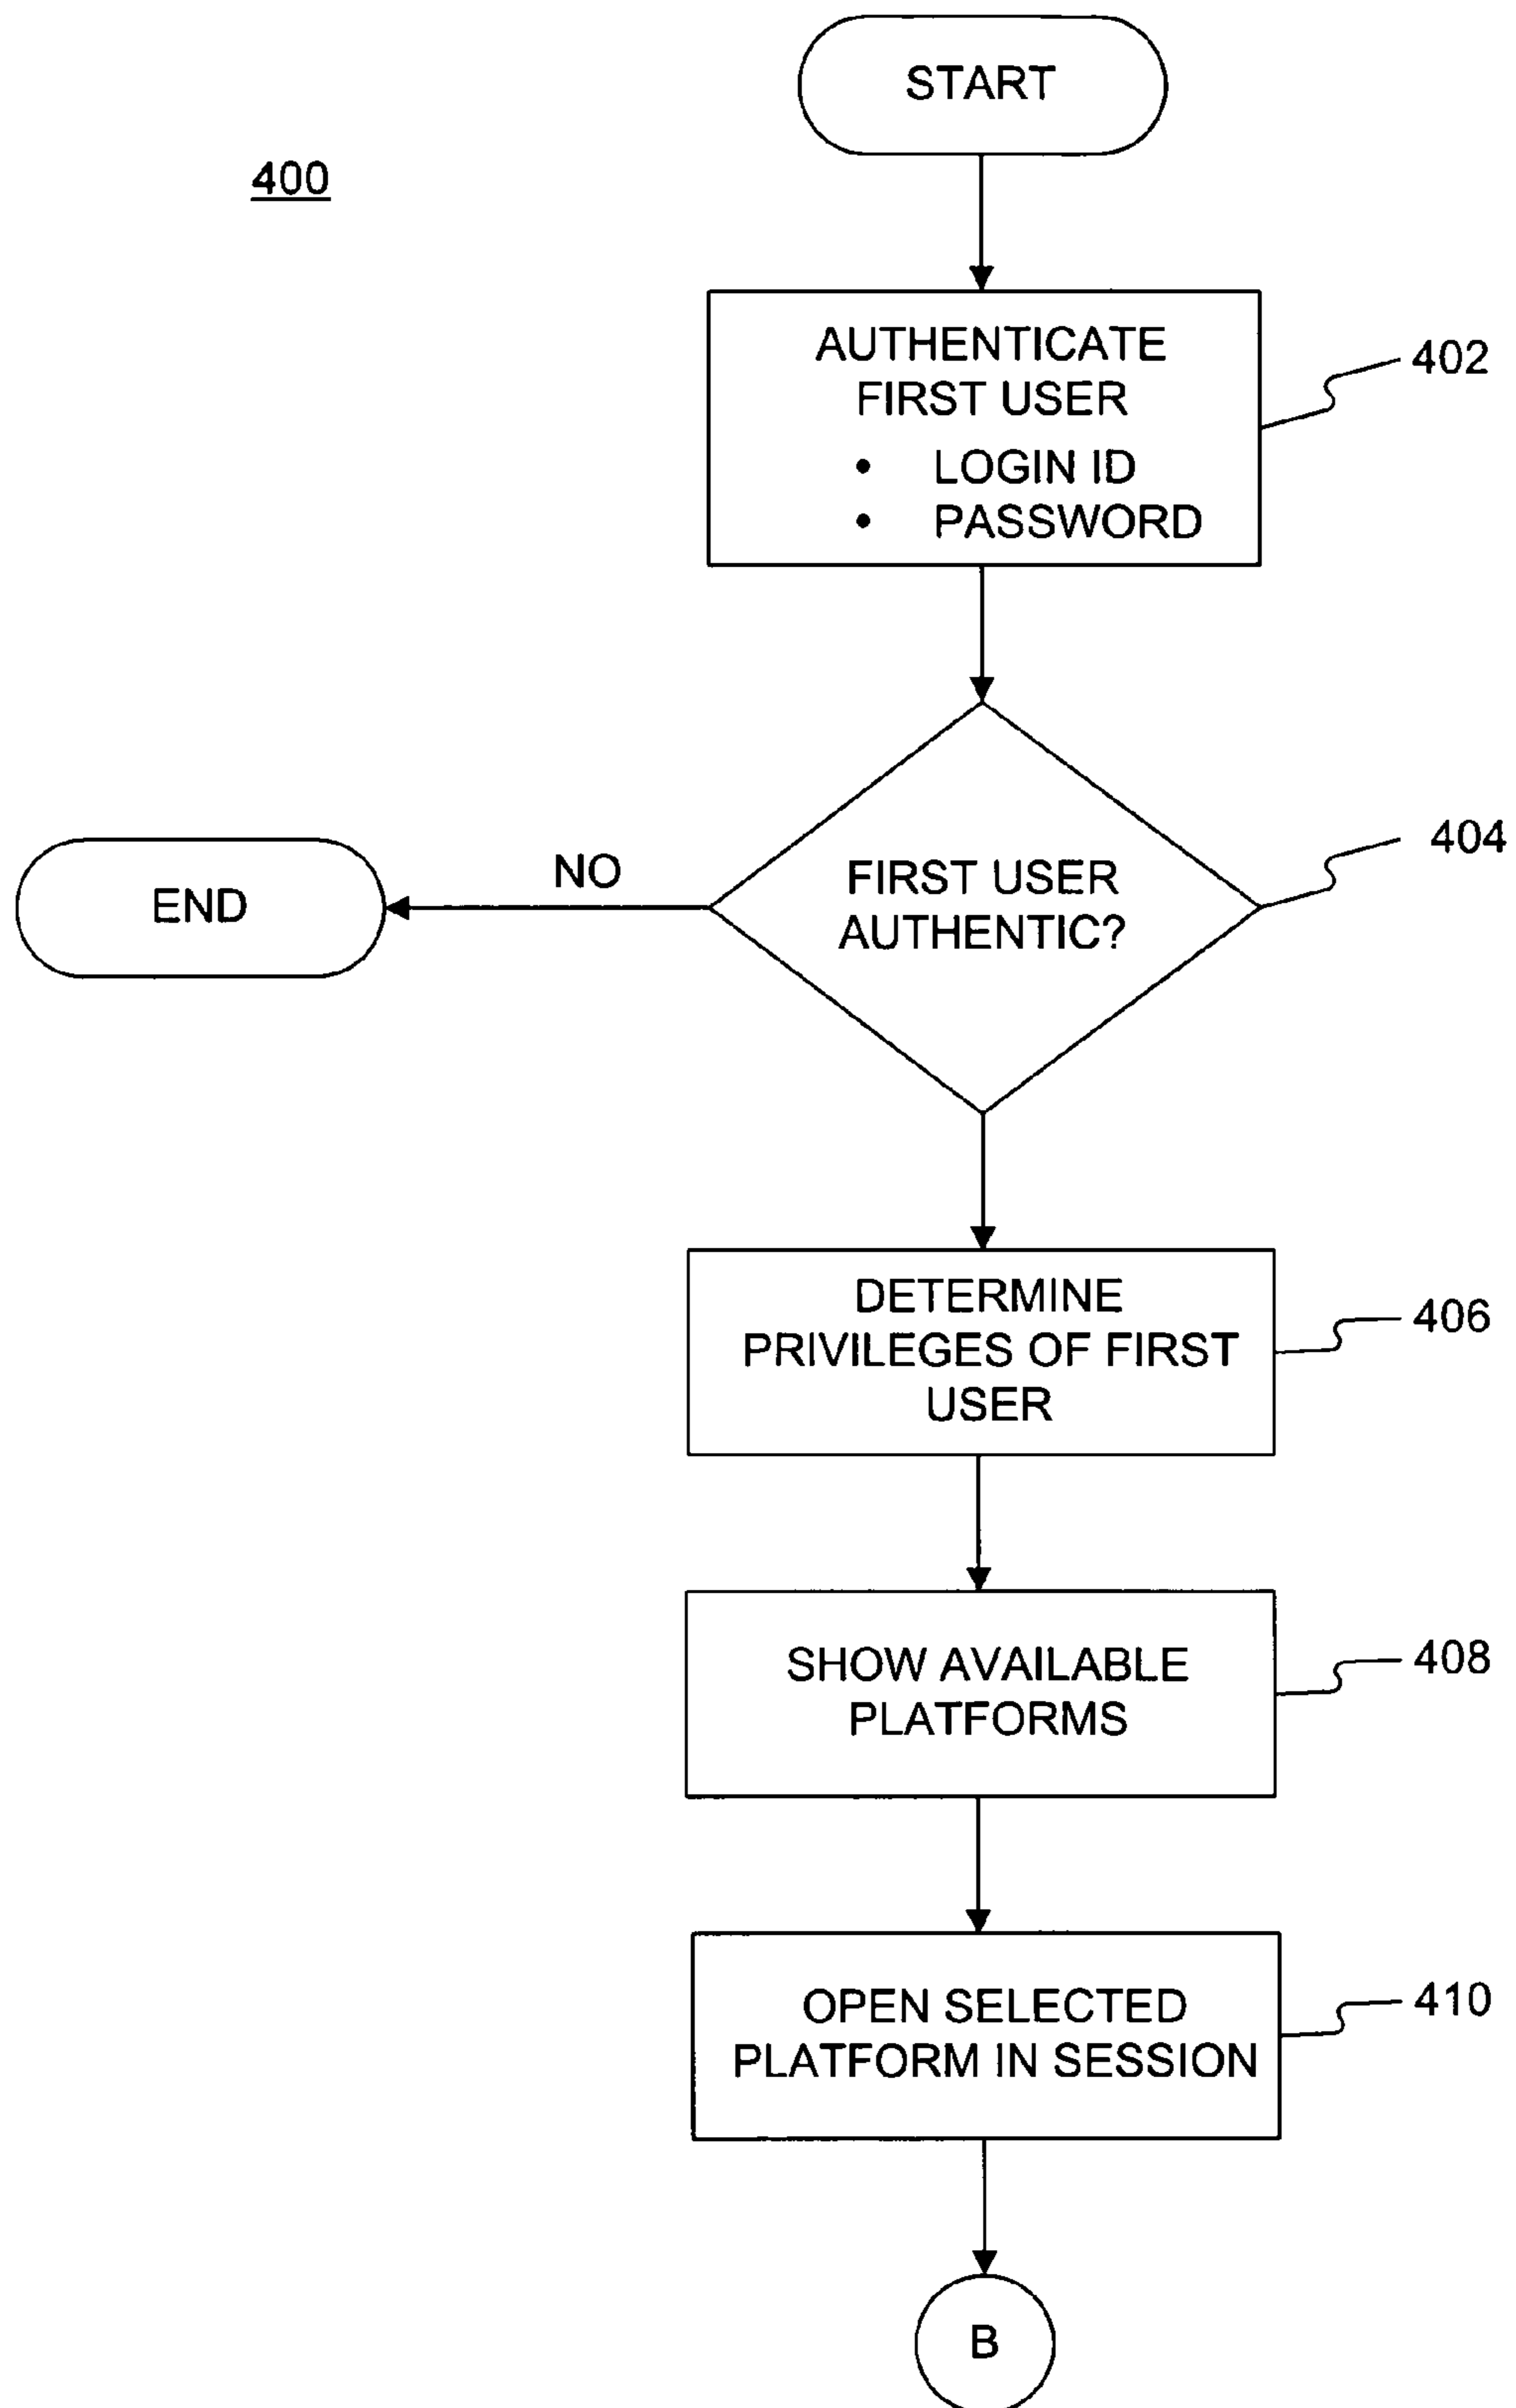 START
400
AUTHENTICATE
FIRST USER
• LOGIN ID
• PASSWORD
402
FIRST USER
AUTHENTIC?
404
NO
END
DETERMINE
PRIVILEGES OF FIRST
USER
406
SHOW AVAILABLE
PLATFORMS
408
OPEN SELECTED
PLATFORM IN SESSION
410
B